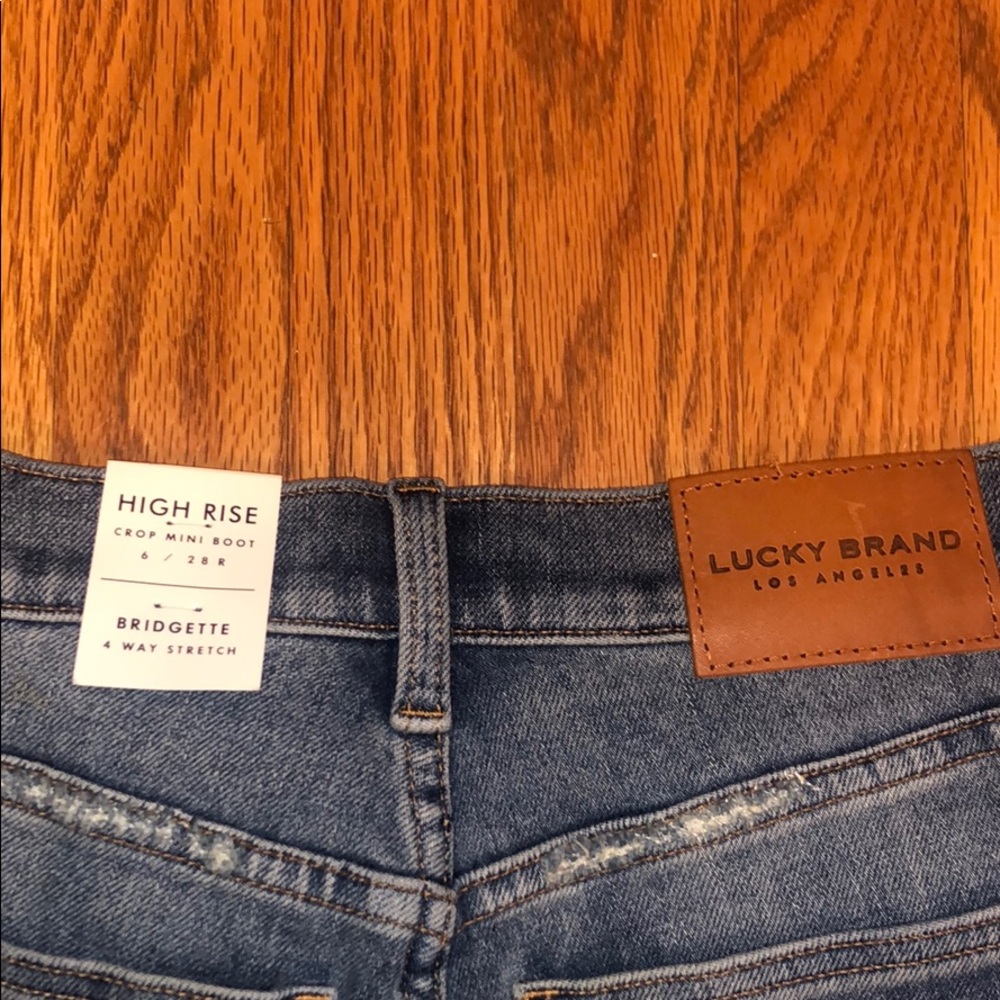 HIGH RISE
CROP MINI BOOT
6 / 28 R
BRIDGETTE
4 WAY STRETCH
LUCKY BRAND
LOS ANGELES